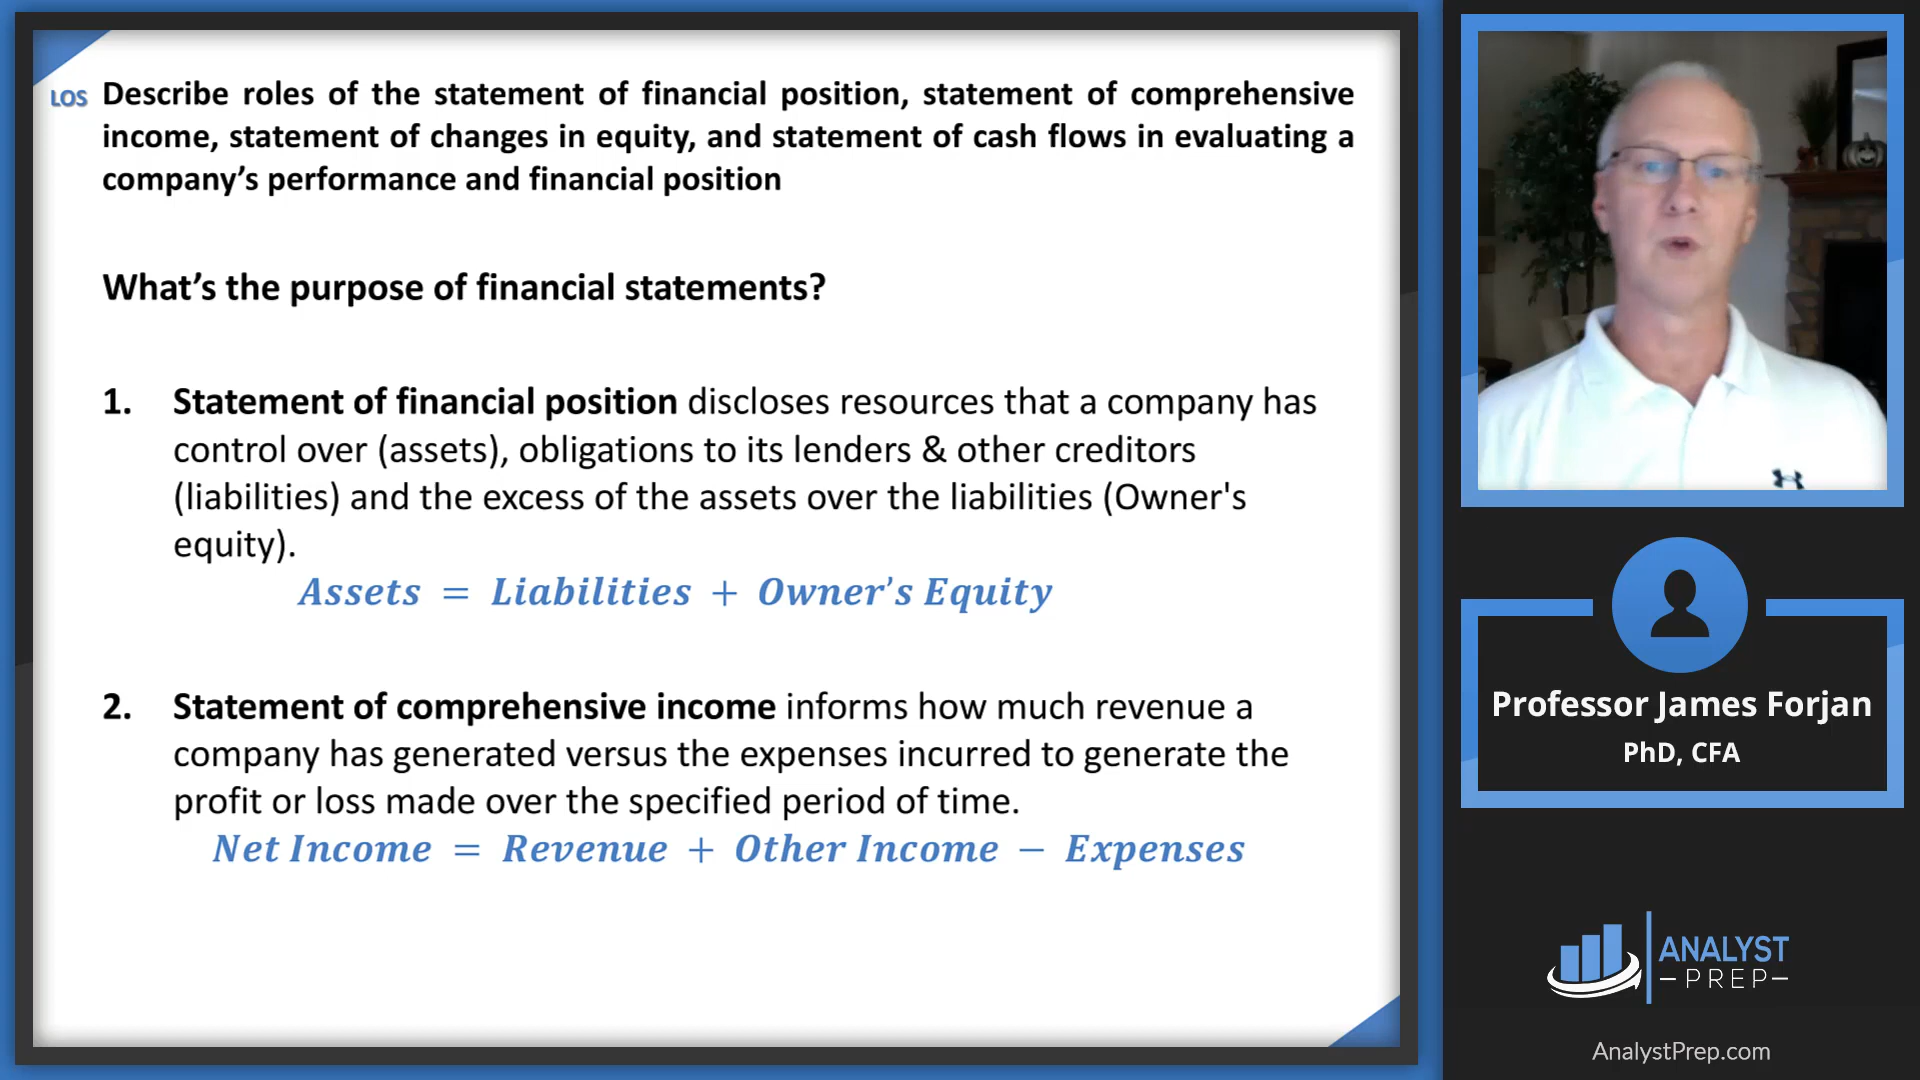 LOS Describe roles of the statement of financial position, statement of comprehensive
income, statement of changes in equity, and statement of cash flows in evaluating a
company’s performance and financial position
What’s the purpose of financial statements?
1. Statement of financial position discloses resources that a company has
control over (assets), obligations to its lenders & other creditors
(liabilities) and the excess of the assets over the liabilities (Owner's
equity).
Assets = Liabilities + Owner’s Equity
2. Statement of comprehensive income informs how much revenue a
company has generated versus the expenses incurred to generate the
profit or loss made over the specified period of time.
Net Income = Revenue + Other Income − Expenses
Professor James Forjan
PhD, CFA
ANALYST
PREP
AnalystPrep.com